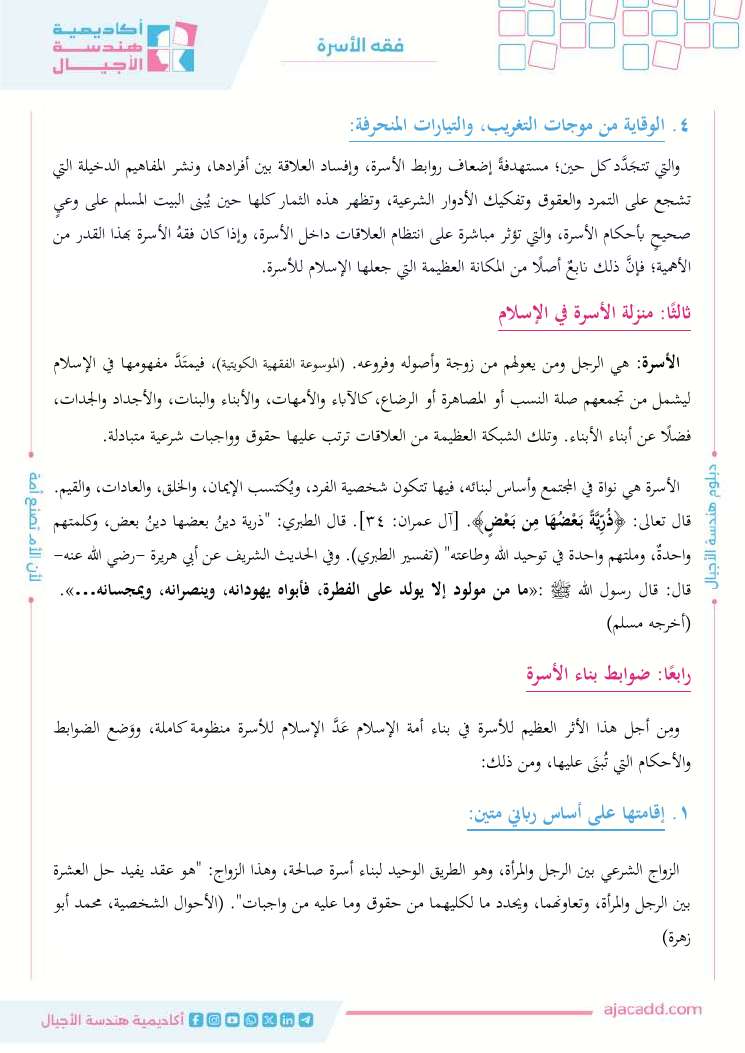 أكاديمية
هندسة
الأجيال
فقه الأسرة
٤. الوقاية من موجات التغريب، والتيارات المنحرفة:
والتي تتجَدَّد كل حين؛ مستهدفةً إضعاف روابط الأسرة، وإفساد العلاقة بين أفرادها، ونشر المفاهيم الدخيلة التي
تشجع على التمرد والعقوق وتفكيك الأدوار الشرعية، وتظهر هذه الثمار كلها حين يُبنى البيت المسلم على وعيٍ
صحيحٍ بأحكام الأسرة، والتي تؤثر مباشرة على انتظام العلاقات داخل الأسرة، وإذا كان فقهُ الأسرة بهذا القدر من
الأهمية؛ فإنَّ ذلك نابعٌ أصلًا من المكانة العظيمة التي جعلها الإسلام للأسرة.
ثالثًا: منزلة الأسرة في الإسلام
الأسرة: هي الرجل ومن يعولهم من زوجة وأصوله وفروعه. (الموسوعة الفقهية الكويتية)، فيمتَدَّ مفهومها في الإسلام
ليشمل من تجمعهم صلة النسب أو المصاهرة أو الرضاع، كالآباء والأمهات، والأبناء والبنات، والأجداد والجدات،
فضلًا عن أبناء الأبناء. وتلك الشبكة العظيمة من العلاقات ترتب عليها حقوق وواجبات شرعية متبادلة.
الأسرة هي نواة في المجتمع وأساس لبنائه، فيها تتكون شخصية الفرد، ويُكتسب الإيمان، والخلق، والعادات، والقيم.
قال تعالى: ﴿ذُرِّيَّةً بَعْضُهَا مِن بَعْضٍ﴾. [آل عمران: ٣٤]. قال الطبري: "ذرية دينُ بعضها دينُ بعض، وكلمتهم
واحدةٌ، وملتهم واحدة في توحيد الله وطاعته" (تفسير الطبري). وفي الحديث الشريف عن أبي هريرة –رضي الله عنه–
قال: قال رسول الله ﷺ :«ما من مولود إلا يولد على الفطرة، فأبواه يهودانه، وينصرانه، ويمجسانه...».
(أخرجه مسلم)
رابعًا: ضوابط بناء الأسرة
ومِن أجل هذا الأثر العظيم للأسرة في بناء أمة الإسلام عَدَّ الإسلام للأسرة منظومة كاملة، ووَضع الضوابط
والأحكام التي تُبنَى عليها، ومن ذلك:
١. إقامتها على أساس رباني متين:
الزواج الشرعي بين الرجل والمرأة، وهو الطريق الوحيد لبناء أسرة صالحة، وهذا الزواج: "هو عقد يفيد حل العشرة
بين الرجل والمرأة، وتعاونهما، ويحدد ما لكليهما من حقوق وما عليه من واجبات". (الأحوال الشخصية، محمد أبو
زهرة)
دبلوم هندسة الأجيال
لأن الأم تصنع أمة
أكاديمية هندسة الأجيال
ajacadd.com